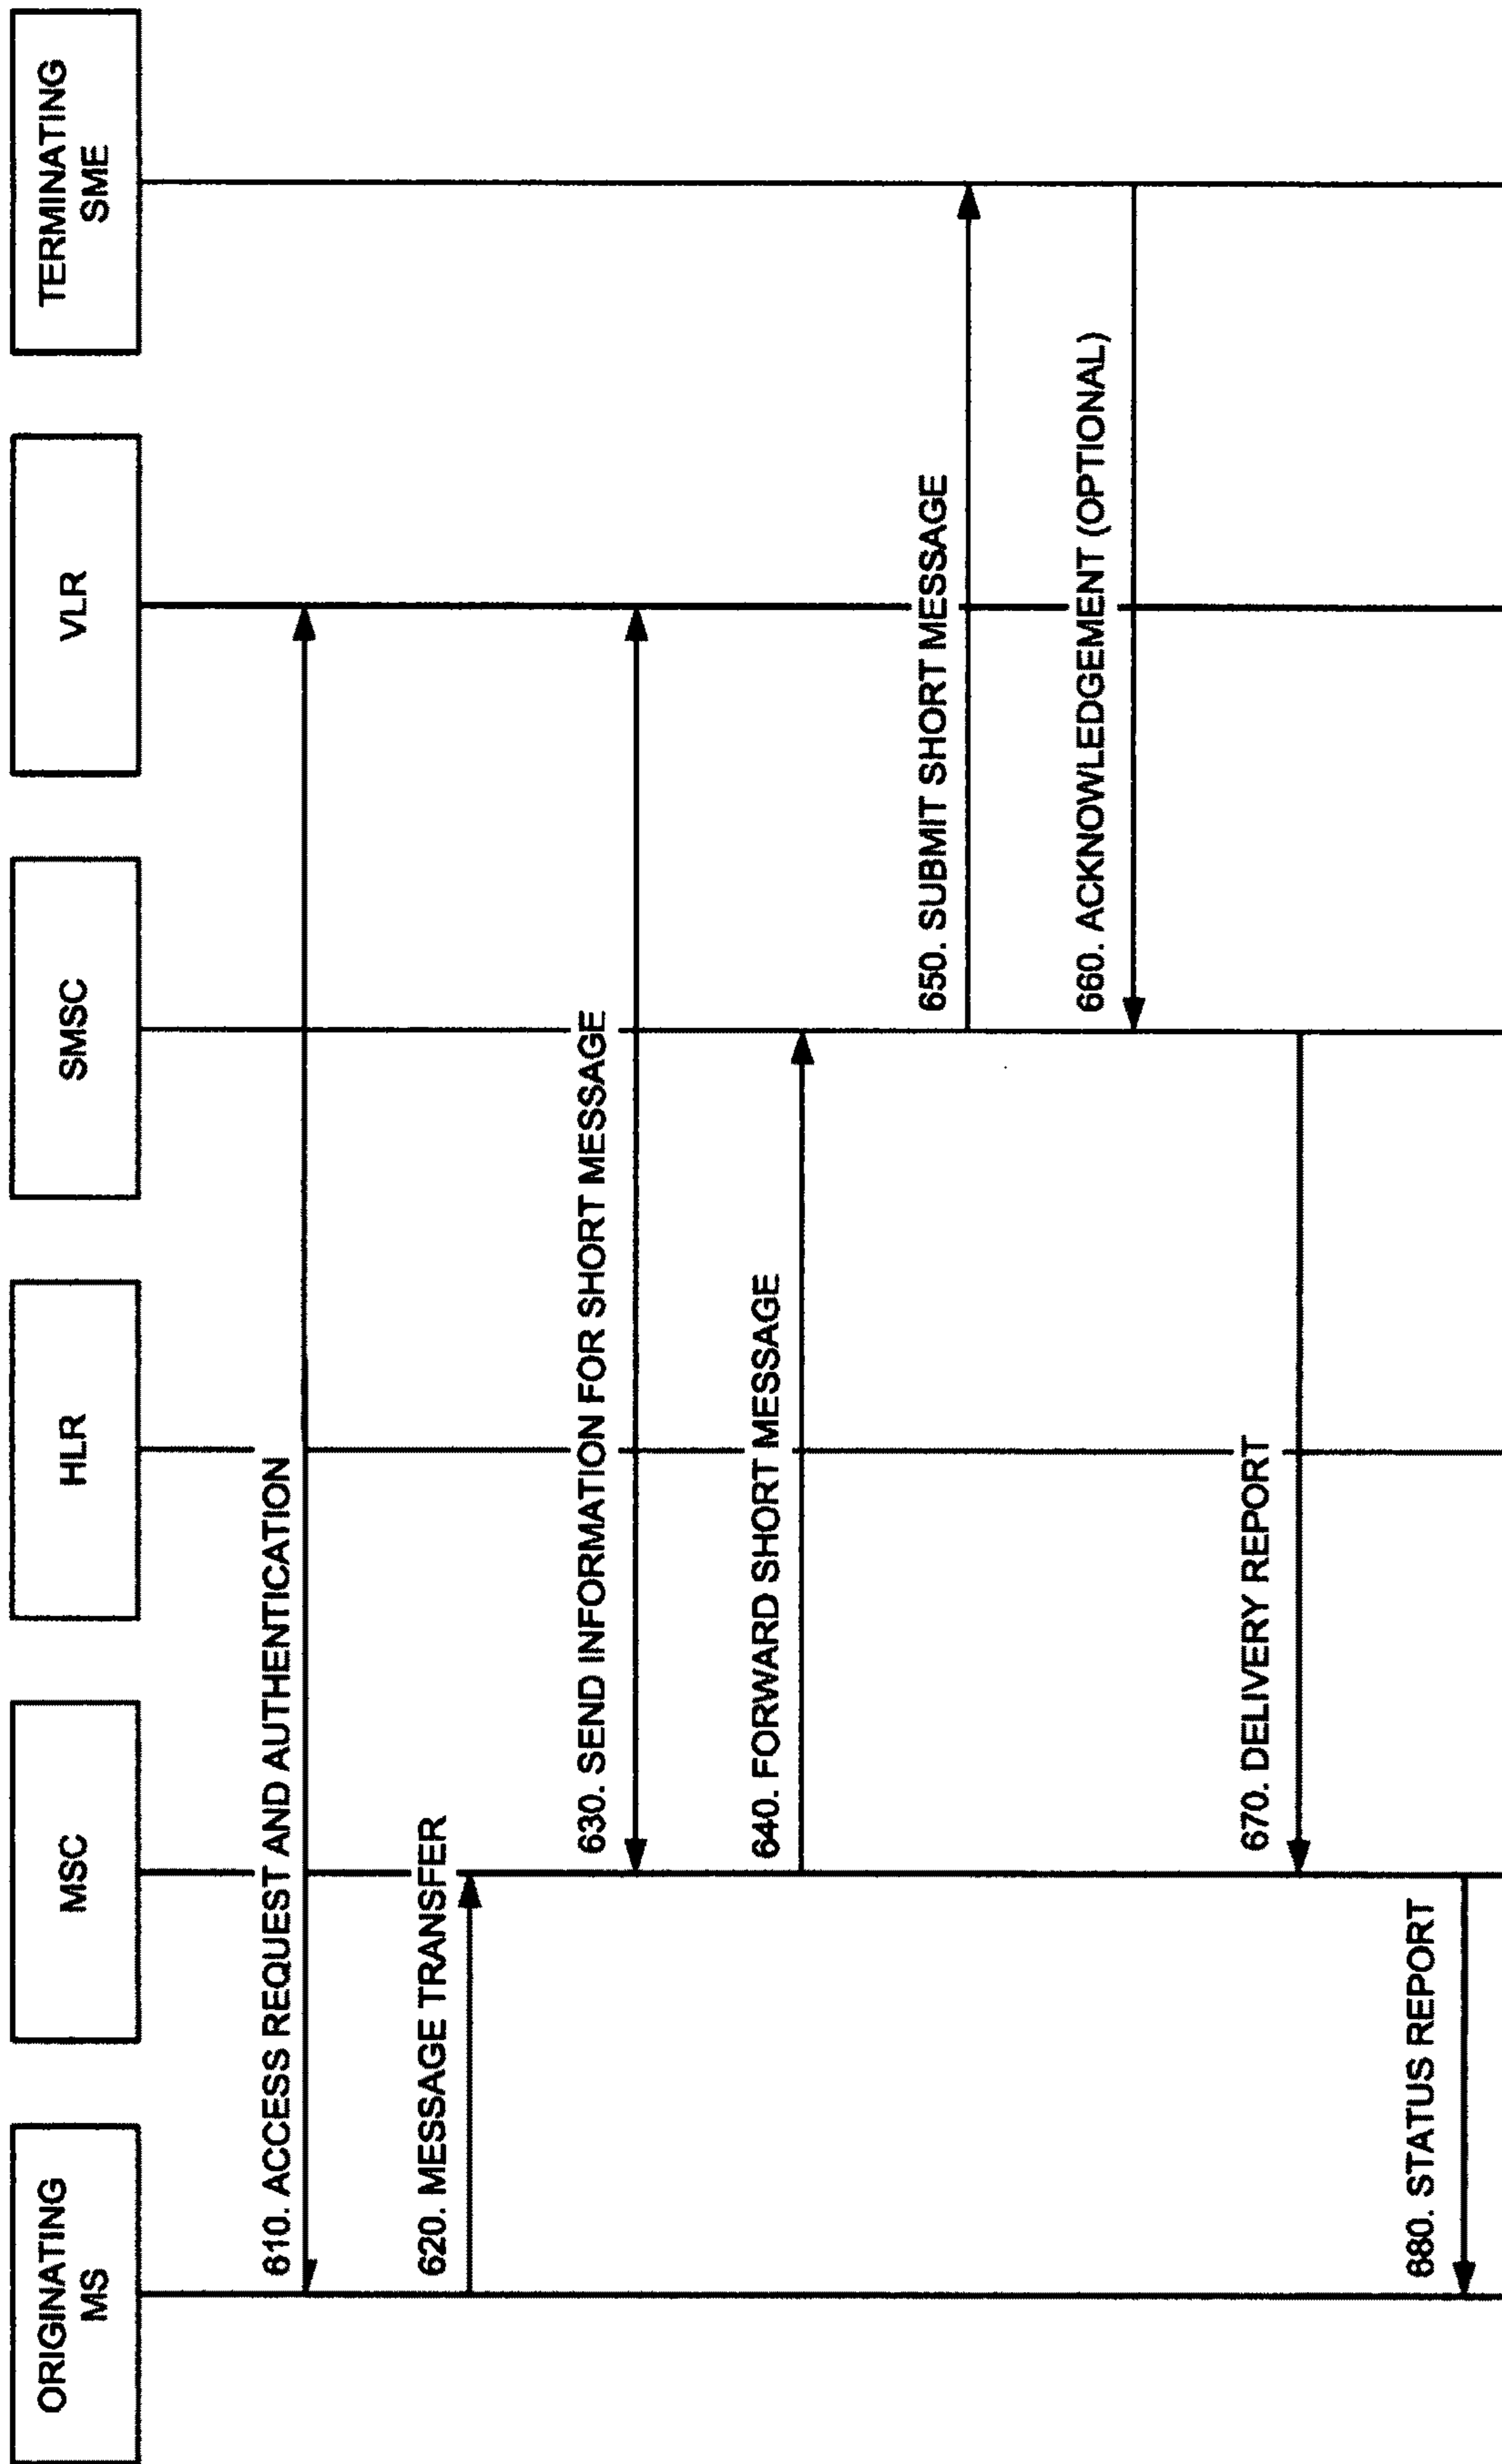 ORIGINATING
MS
MSC
HLR
SMSC
VLR
TERMINATING
SME
610. ACCESS REQUEST AND AUTHENTICATION
620. MESSAGE TRANSFER
630. SEND INFORMATION FOR SHORT MESSAGE
640. FORWARD SHORT MESSAGE
650. SUBMIT SHORT MESSAGE
660. ACKNOWLEDGEMENT (OPTIONAL)
670. DELIVERY REPORT
680. STATUS REPORT